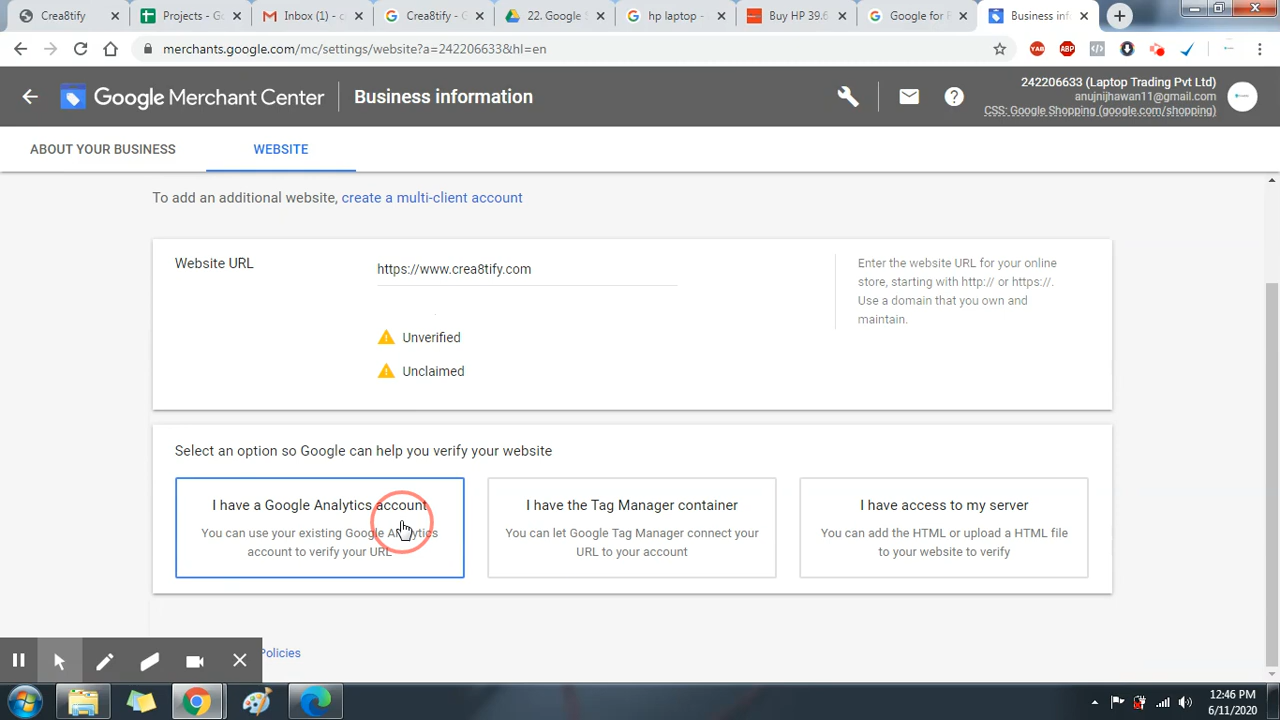 Crea8tify
Projects - G
Inbox (1) - c
Crea8tify - G
22. Google
hp laptop -
Buy HP 39.6
Google for R
Business inf
merchants.google.com/mc/settings/website?a=242206633&hl=en
YAB
ABP
Google Merchant Center
Business information
242206633 (Laptop Trading Pvt Ltd)
anujnijhawan11@gmail.com
CSS: Google Shopping (google.com/shopping)
ABOUT YOUR BUSINESS
WEBSITE
To add an additional website, create a multi-client account
Website URL
https://www.crea8tify.com
Enter the website URL for your online
store, starting with http:// or https://.
Use a domain that you own and
maintain.
Unverified
Unclaimed
Select an option so Google can help you verify your website
I have a Google Analytics account
You can use your existing Google Analytics
account to verify your URL
I have the Tag Manager container
You can let Google Tag Manager connect your
URL to your account
I have access to my server
You can add the HTML or upload a HTML file
to your website to verify
Policies
12:46 PM
6/11/2020